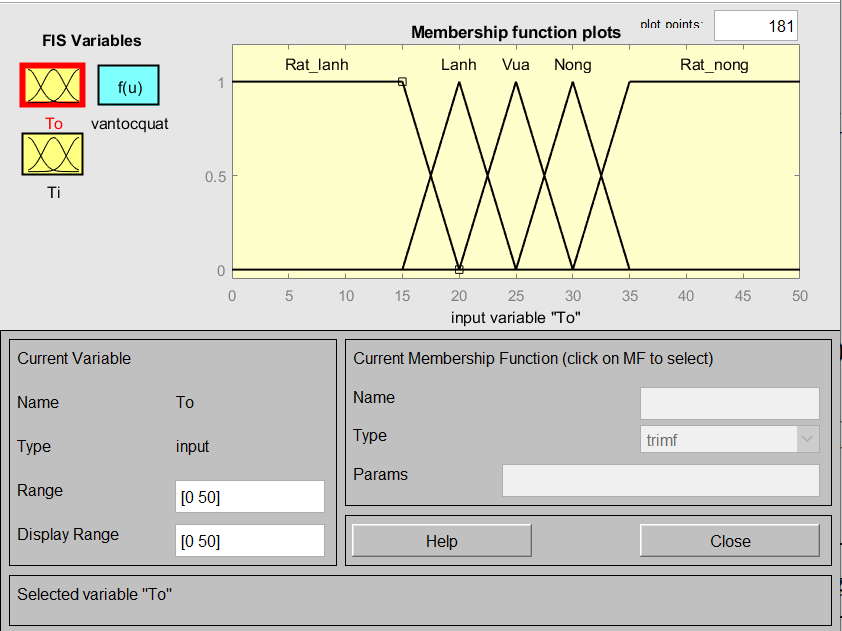 FIS Variables
f(u)
To
vantocquat
Ti
Membership function plots
plot points:
181
Rat_lanh
Lanh
Vua
Nong
Rat_nong
1
0.5
0
0 5 10 15 20 25 30 35 40 45 50
input variable "To"
Current Variable
Name To
Type input
Range [0 50]
Display Range [0 50]
Current Membership Function (click on MF to select)
Name
Type trimf
Params
Help
Close
Selected variable "To"